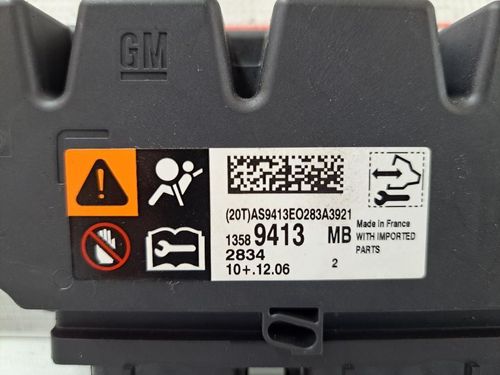 GM
(20T)AS9413EO283A3921
1358 9413 MB
2834
10+.12.06 2
Made in France
WITH IMPORTED
PARTS